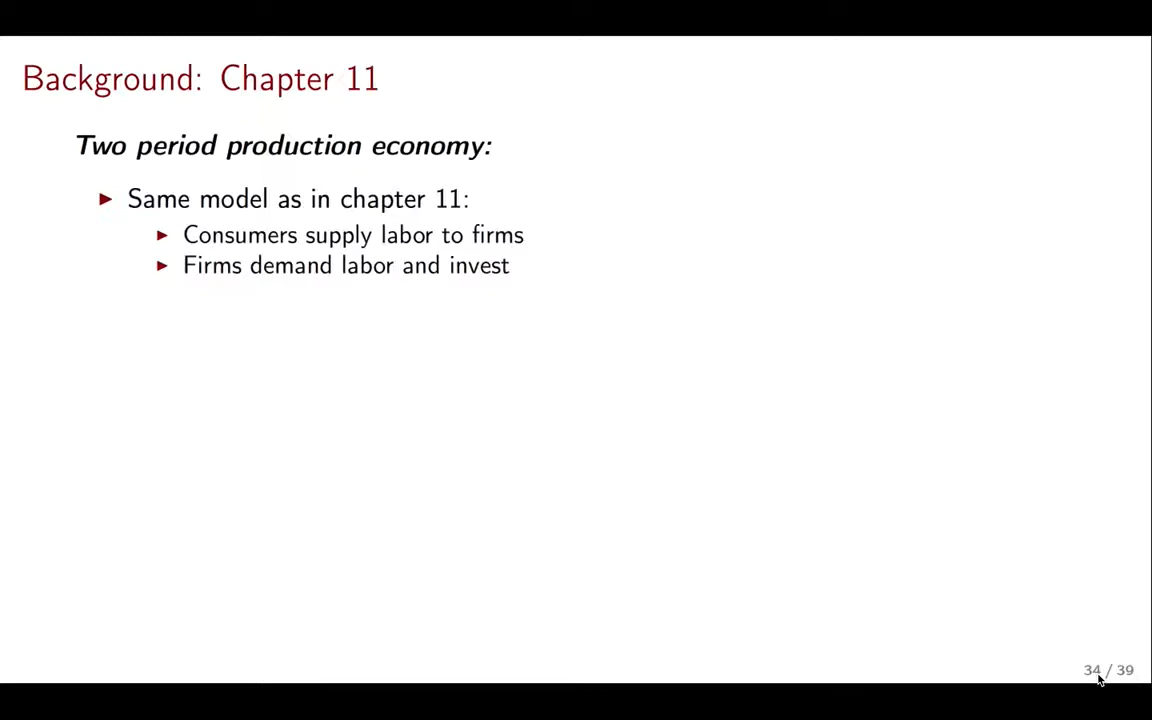 Background: Chapter 11
Two period production economy:
Same model as in chapter 11:
Consumers supply labor to firms
Firms demand labor and invest
34 / 39